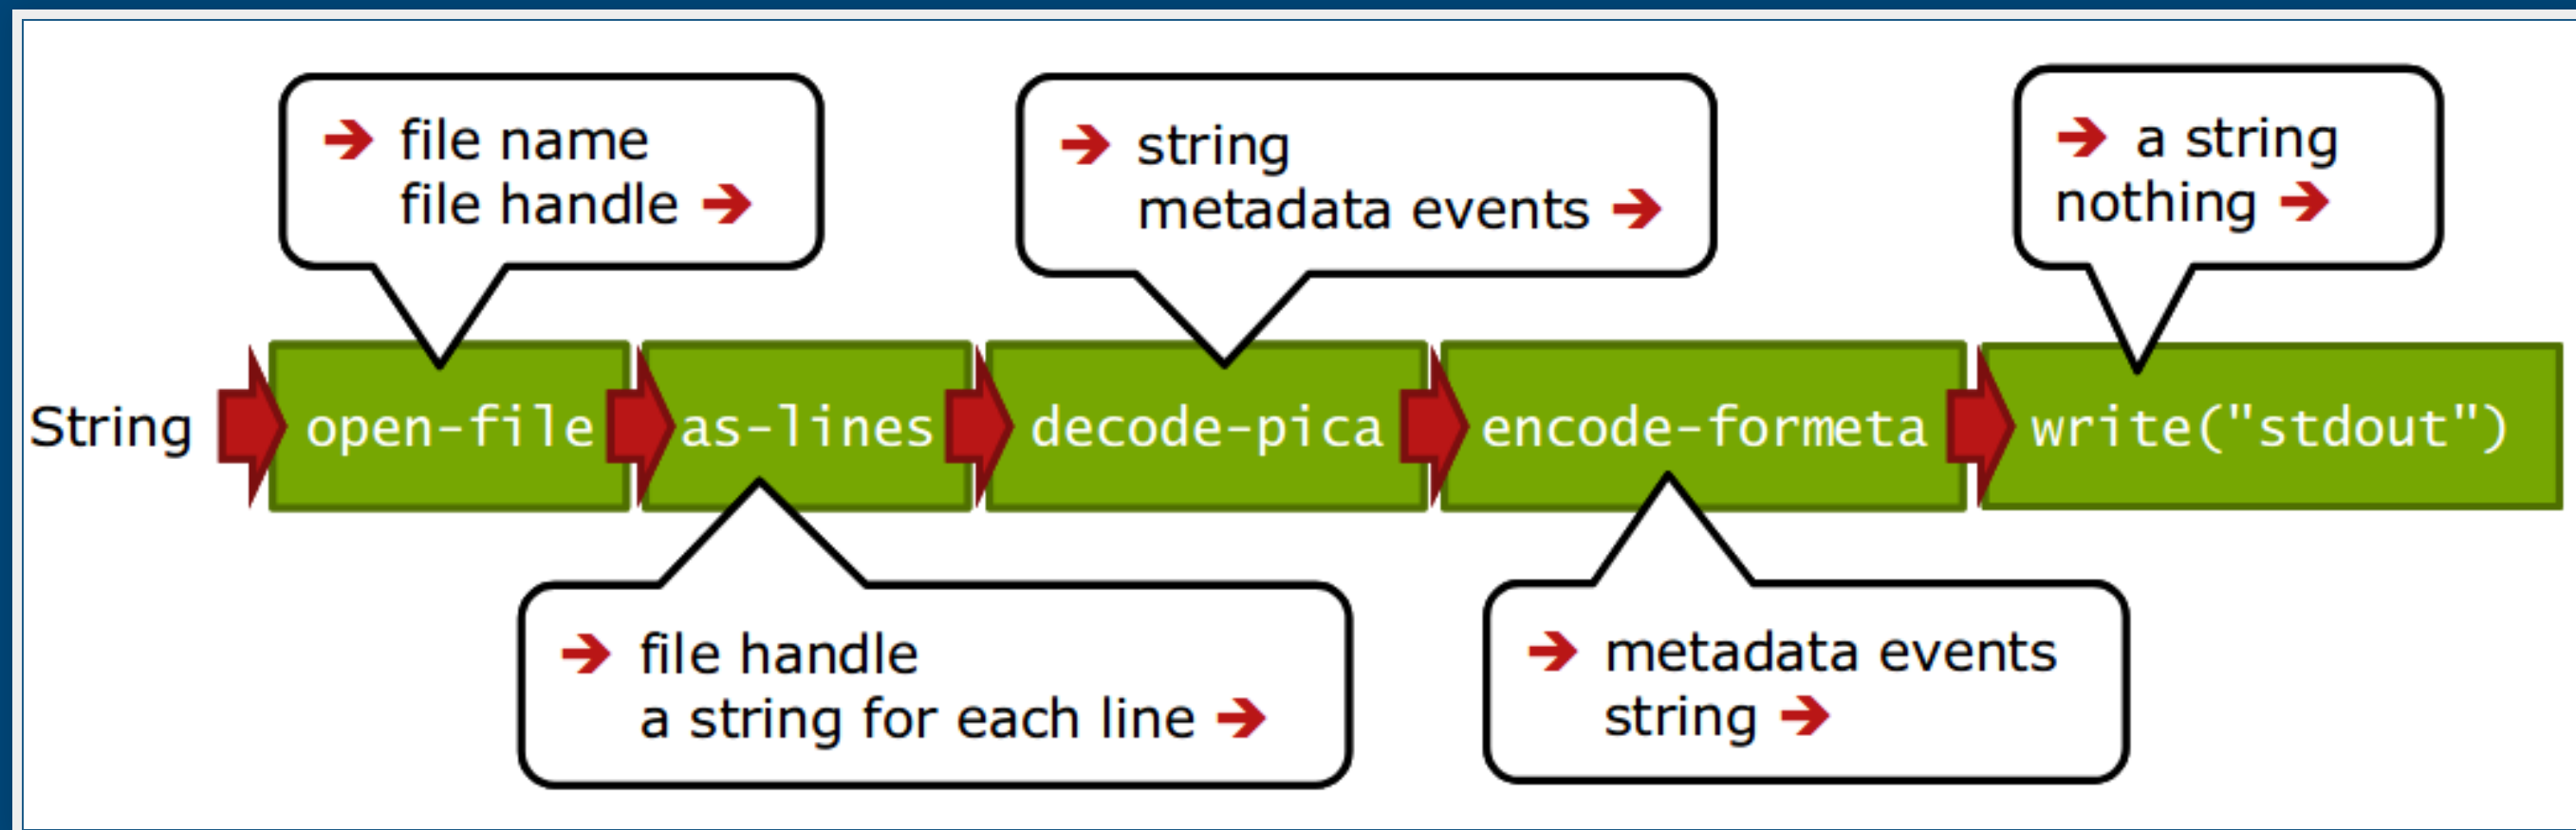 ➔ file name
file handle ➔
➔ string
metadata events ➔
➔ a string
nothing ➔
String open-file as-lines decode-pica encode-formeta write("stdout")
➔ file handle
a string for each line ➔
➔ metadata events
string ➔